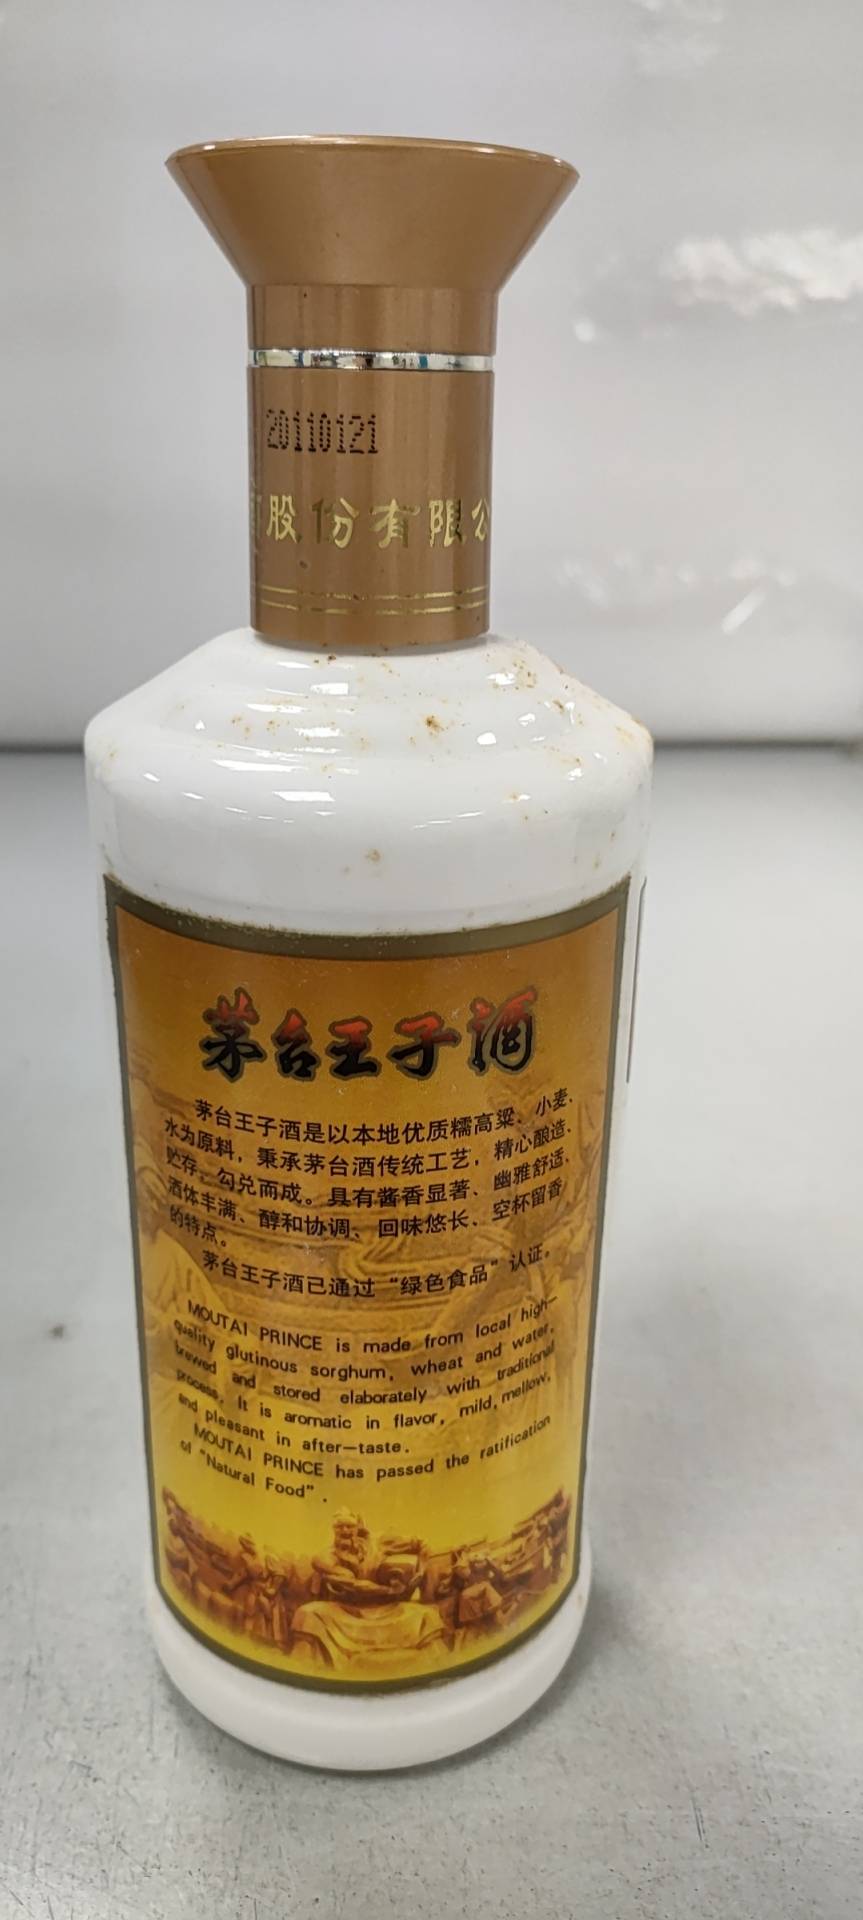 20110121
股份有限公
茅台王子酒
茅台王子酒是以本地优质糯高粱、小麦、
水为原料，秉承茅台酒传统工艺，精心酿造、
贮存、勾兑而成。具有酱香显著、幽雅舒适、
酒体丰满、醇和协调、回味悠长、空杯留香
的特点。
茅台王子酒已通过“绿色食品”认证。
MOUTAI PRINCE is made from local high-
quality glutinous sorghum, wheat and water,
brewed and stored elaborately with traditional
process. It is aromatic in flavor, mild, mellow,
and pleasant in after-taste.
MOUTAI PRINCE has passed the ratification
of "Natural Food".